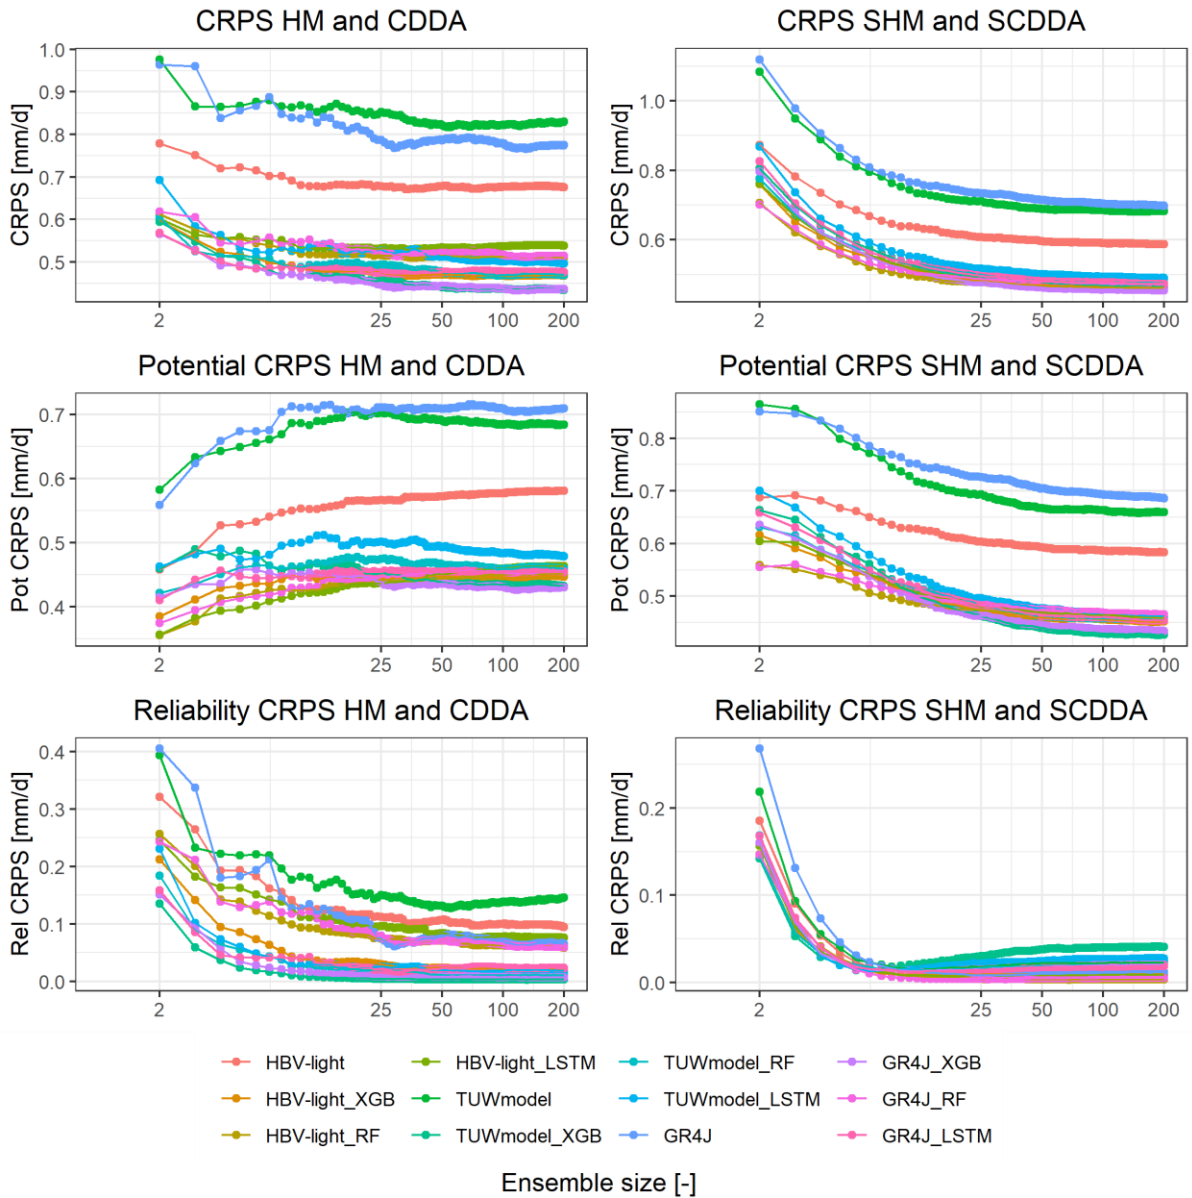 CRPS HM and CDDA
CRPS [mm/d]
1.0
0.9
0.8
0.7
0.6
0.5
2
25
50
100
200
CRPS SHM and SCDDA
CRPS [mm/d]
1.0
0.8
0.6
2
25
50
100
200
Potential CRPS HM and CDDA
Pot CRPS [mm/d]
0.7
0.6
0.5
0.4
2
25
50
100
200
Potential CRPS SHM and SCDDA
Pot CRPS [mm/d]
0.8
0.7
0.6
0.5
2
25
50
100
200
Reliability CRPS HM and CDDA
Rel CRPS [mm/d]
0.4
0.3
0.2
0.1
0.0
2
25
50
100
200
Reliability CRPS SHM and SCDDA
Rel CRPS [mm/d]
0.2
0.1
0.0
2
25
50
100
200
HBV-light
HBV-light_XGB
HBV-light_RF
HBV-light_LSTM
TUWmodel
TUWmodel_XGB
TUWmodel_RF
TUWmodel_LSTM
GR4J
GR4J_XGB
GR4J_RF
GR4J_LSTM
Ensemble size [-]